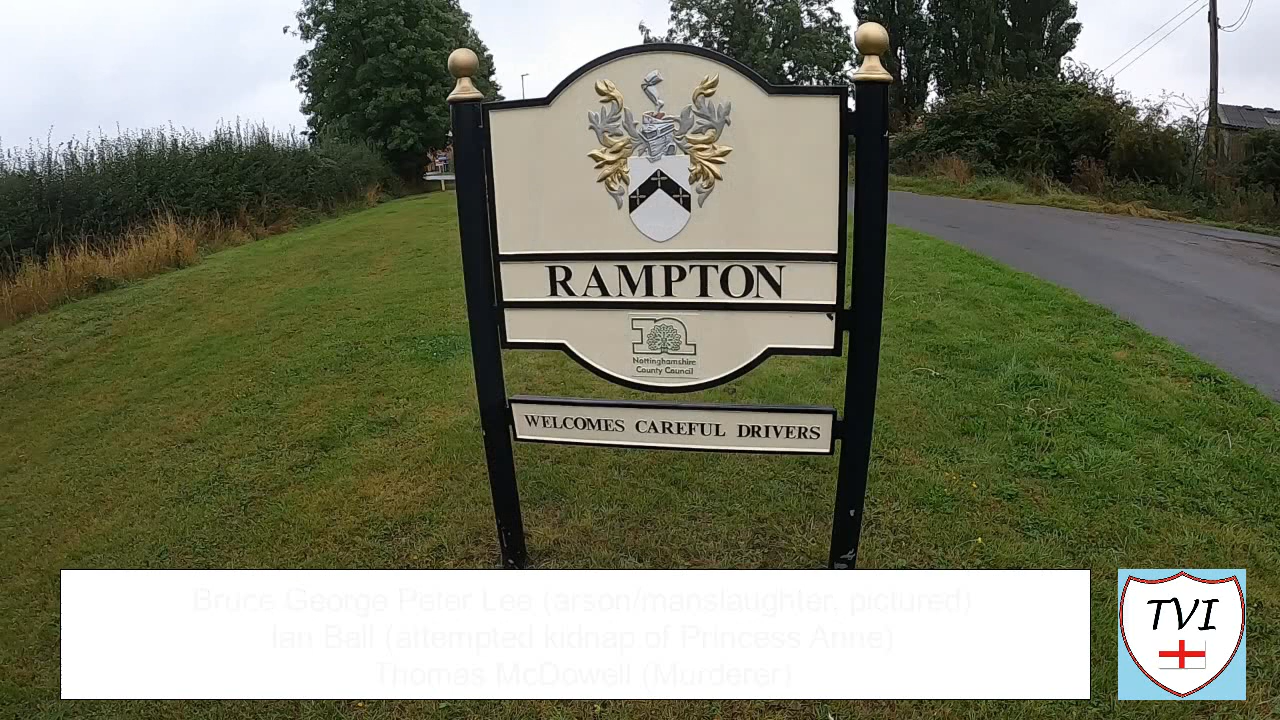 RAMPTON
Nottinghamshire
County Council
WELCOMES CAREFUL DRIVERS
Bruce George Peter Lee (arson/manslaughter, pictured)
Ian Ball (attempted kidnap of Princess Anne)
Thomas McDowell (Murderer)
TVI